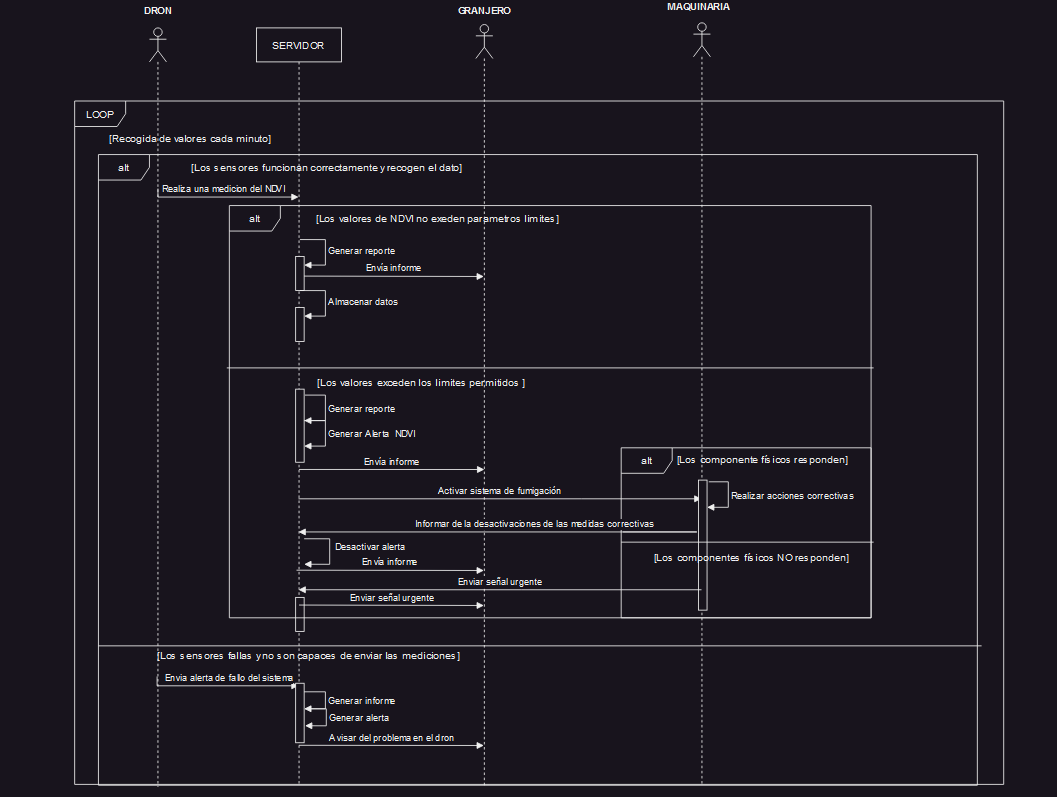 DRON
GRANJERO
MAQUINARIA
SERVIDOR
LOOP
[Recogida de valores cada minuto]
alt
[Los sensores funcionan correctamente y recogen el dato]
Realiza una medicion del NDVI
alt
[Los valores de NDVI no exeden parametros limites]
Generar reporte
Envía informe
Almacenar datos
[Los valores exceden los limites permitidos ]
Generar reporte
Generar Alerta NDVI
Envía informe
alt
[Los componente físicos responden]
Activar sistema de fumigación
Realizar acciones correctivas
Informar de la desactivaciones de las medidas correctivas
Desactivar alerta
Envía informe
[Los componentes físicos NO responden]
Enviar señal urgente
Enviar señal urgente
[Los sensores fallas y no son capaces de enviar las mediciones]
Envia alerta de fallo del sistema
Generar informe
Generar alerta
Avisar del problema en el dron